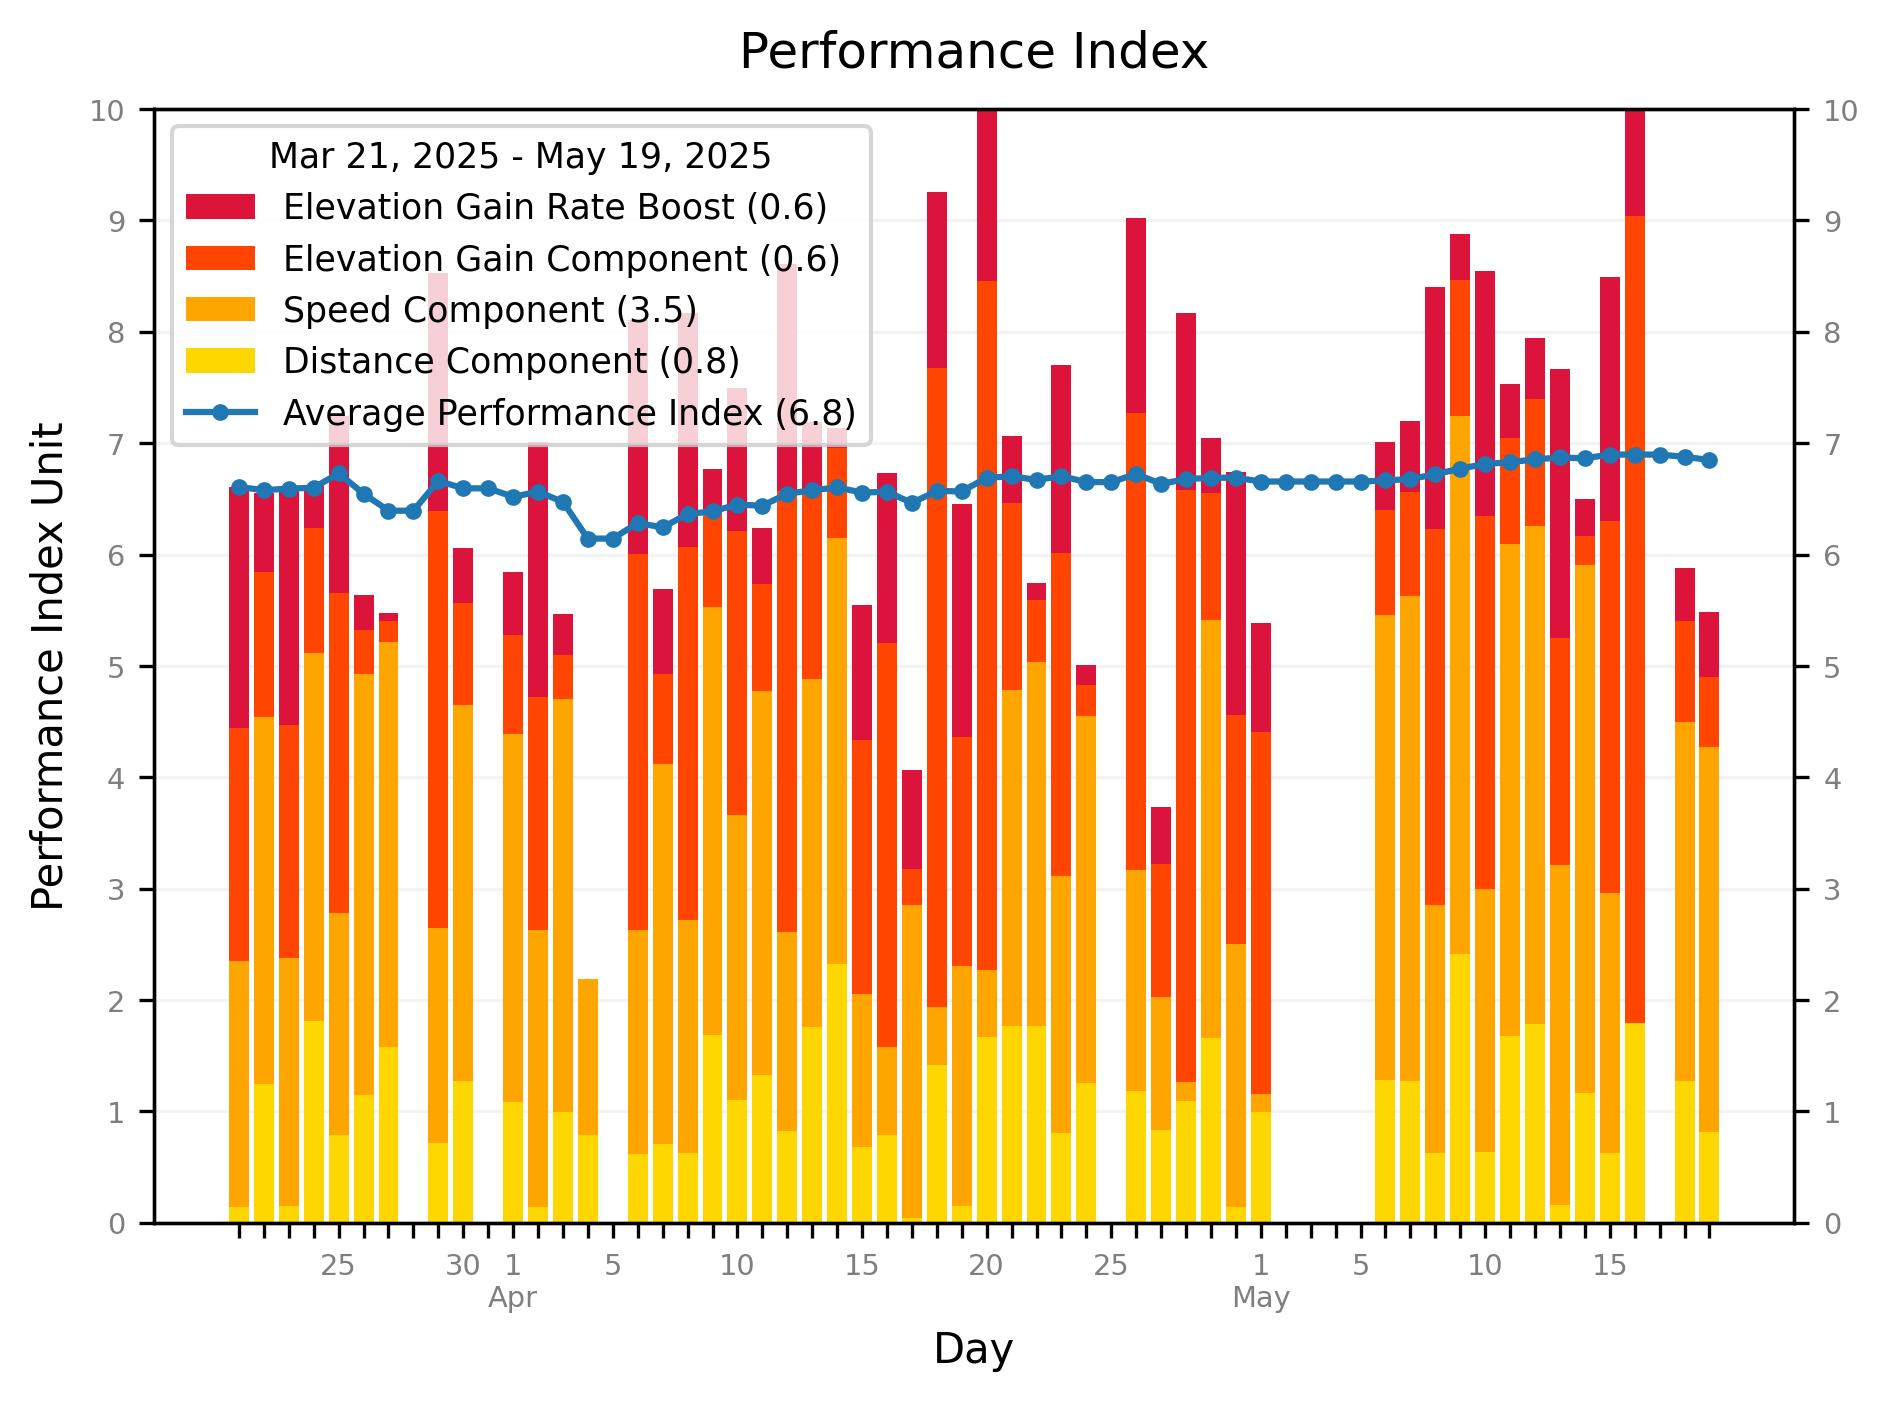 Performance Index
Mar 21, 2025 - May 19, 2025
Elevation Gain Rate Boost (0.6)
Elevation Gain Component (0.6)
Speed Component (3.5)
Distance Component (0.8)
Average Performance Index (6.8)
Performance Index Unit
10
9
8
7
6
5
4
3
2
1
0
10
9
8
7
6
5
4
3
2
1
0
25 30 1 5 10 15 20 25 1 5 10 15
Apr May
Day